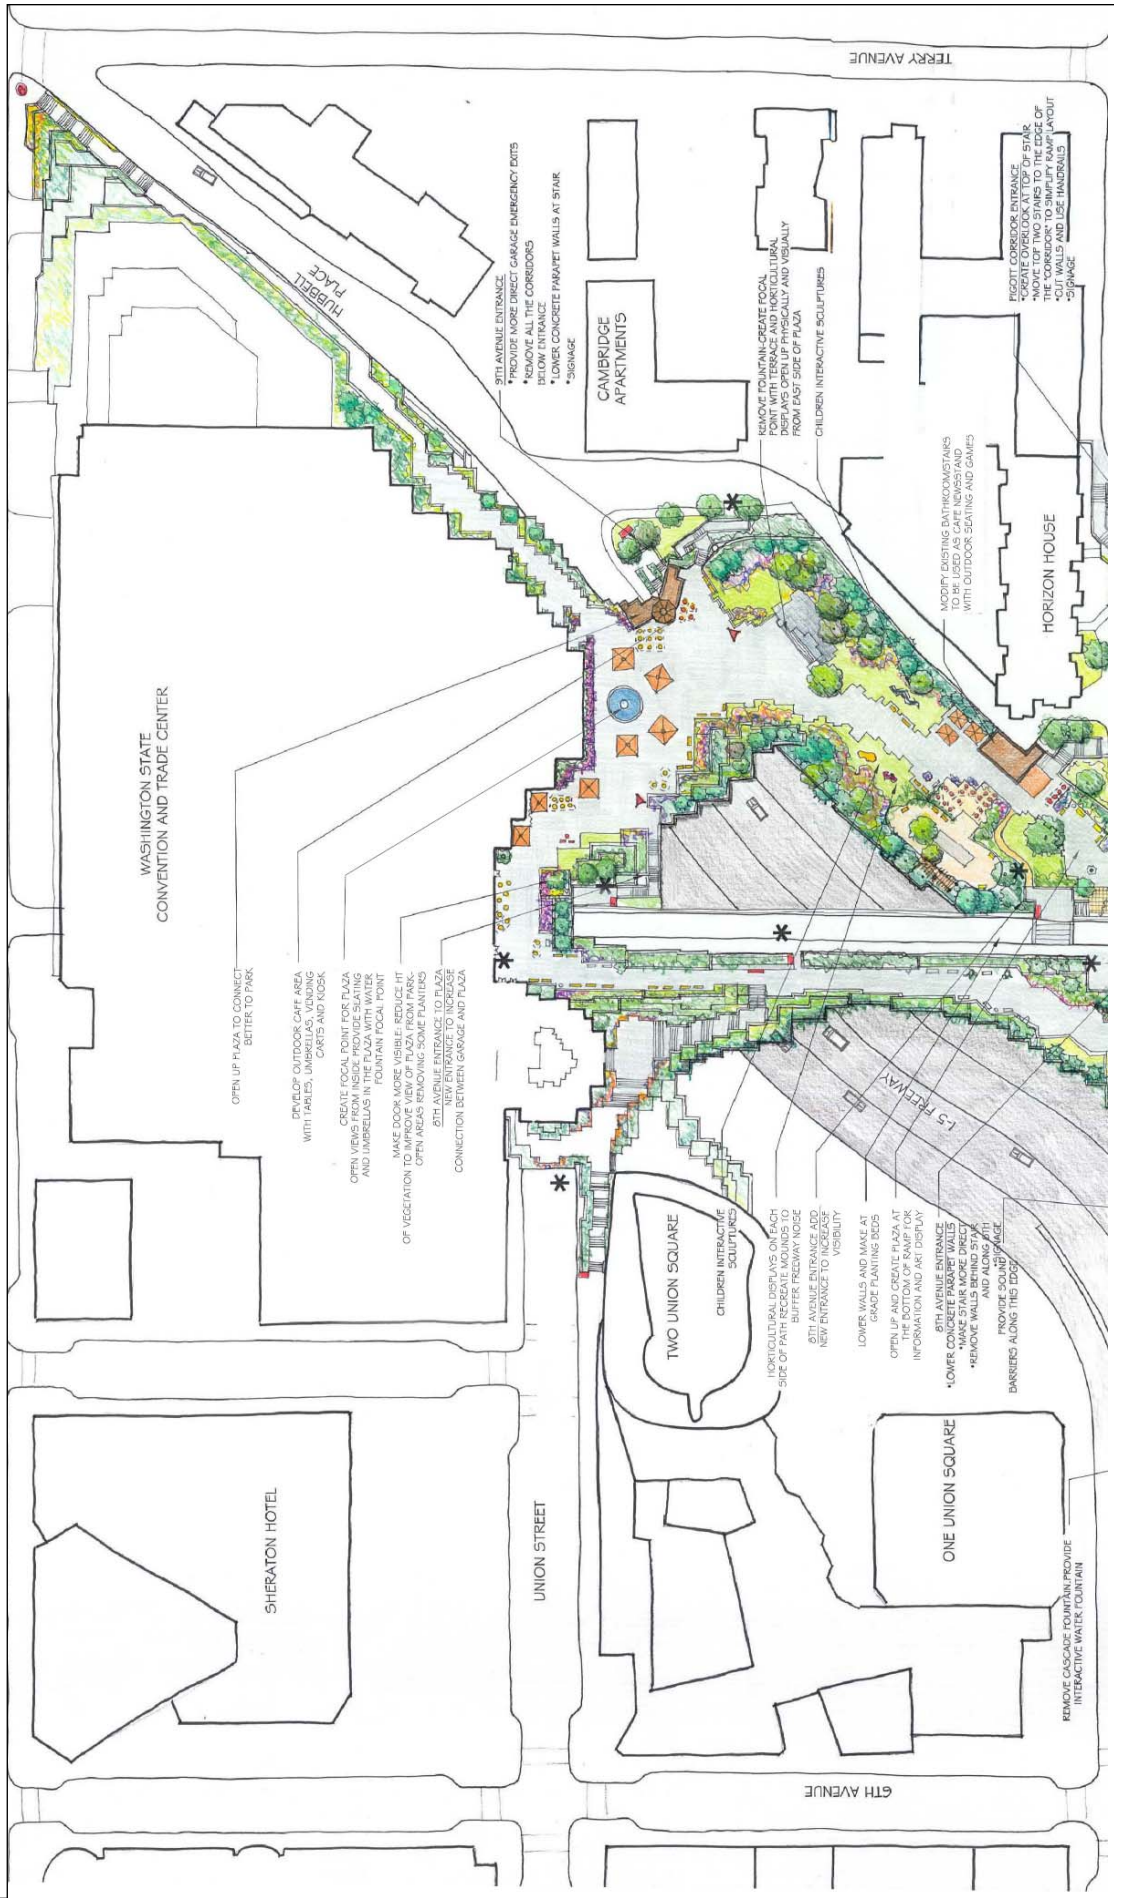 TERRY AVENUE
HUBBELL
PLACE
9TH AVENUE ENTRANCE
*PROVIDE MORE DIRECT GARAGE EMERGENCY EXITS
*REMOVE ALL THE CORRIDORS
BELOW ENTRANCE
*LOWER CONCRETE PARAPET WALLS AT STAIR
*SIGNAGE
CAMBRIDGE
APARTMENTS
REMOVE FOUNTAIN-CREATE FOCAL
POINT WITH TERRACE AND HORTICULTURAL
DISPLAYS OPEN UP PHYSICALLY AND VISUALLY
FROM EAST SIDE OF PLAZA
CHILDREN INTERACTIVE SCULPTURES
PIGOTT CORRIDOR ENTRANCE
*CREATE OVERLOOK AT TOP OF STAIR
*MOVE TOP TWO STAIRS TO THE EDGE OF
THE 'CORRIDOR' TO SIMPLIFY RAMP LAYOUT
*CUT WALLS AND USE HANDRAILS
*SIGNAGE
MODIFY EXISTING BATHROOM/STAIRS
TO BE USED AS CAFE NEWSSTAND
WITH OUTDOOR SEATING AND GAMES
HORIZON HOUSE
WASHINGTON STATE
CONVENTION AND TRADE CENTER
OPEN UP PLAZA TO CONNECT
BETTER TO PARK
DEVELOP OUTDOOR CAFE AREA
WITH TABLES, UMBRELLAS, VENDING
CARTS AND KIOSK
CREATE FOCAL POINT FOR PLAZA
OPEN VIEWS FROM INSIDE PROVIDE SEATING
AND UMBRELLAS IN THE PLAZA WITH WATER
FOUNTAIN FOCAL POINT
MAKE DOOR MORE VISIBLE: REDUCE HT
OF VEGETATION TO IMPROVE VIEW OF PLAZA FROM PARK-
OPEN AREAS REMOVING SOME PLANTERS
8TH AVENUE ENTRANCE TO PLAZA
NEW ENTRANCE TO INCREASE
CONNECTION BETWEEN GARAGE AND PLAZA
I-5 FREEWAY
TWO UNION SQUARE
CHILDREN INTERACTIVE
SCULPTURES
HORTICULTURAL DISPLAYS ON EACH
SIDE OF PATH RECREATE MOUNDS TO
BUFFER FREEWAY NOISE
8TH AVENUE ENTRANCE ADD
NEW ENTRANCE TO INCREASE
VISIBILITY
LOWER WALLS AND MAKE AT
GRADE PLANTING BEDS
OPEN UP AND CREATE PLAZA AT
THE BOTTOM OF RAMP FOR
INFORMATION AND ART DISPLAY
8TH AVENUE ENTRANCE
*LOWER CONCRETE PARAPET WALLS
*MAKE STAIR MORE DIRECT
*REMOVE WALLS BEHIND STAIR
AND ALONG 8TH
*SIGNAGE
PROVIDE SOUND
BARRIERS ALONG THIS EDGE
SHERATON HOTEL
UNION STREET
ONE UNION SQUARE
REMOVE CASCADE FOUNTAIN, PROVIDE
INTERACTIVE WATER FOUNTAIN
6TH AVENUE